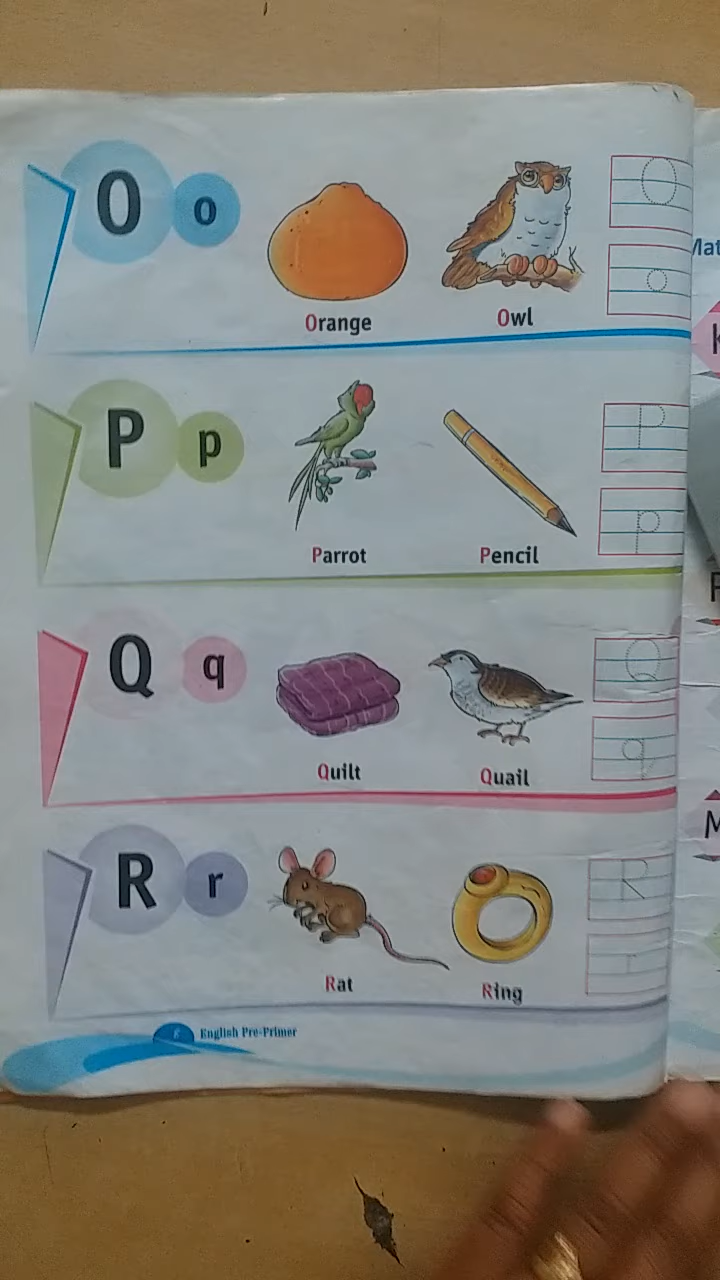 O o
Orange Owl
O
o
P p
Parrot Pencil
P
p
Q q
Quilt Quail
Q
q
R r
Rat Ring
R
r
English Pre-Primer